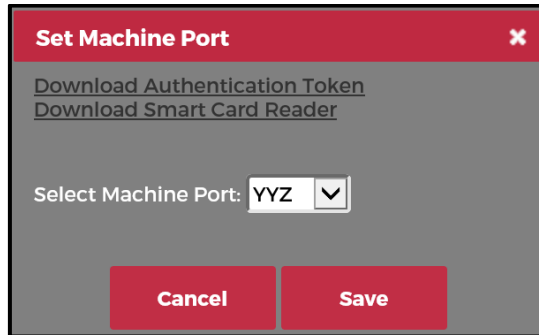 Set Machine Port
Download Authentication Token
Download Smart Card Reader
Select Machine Port: YYZ
Cancel Save